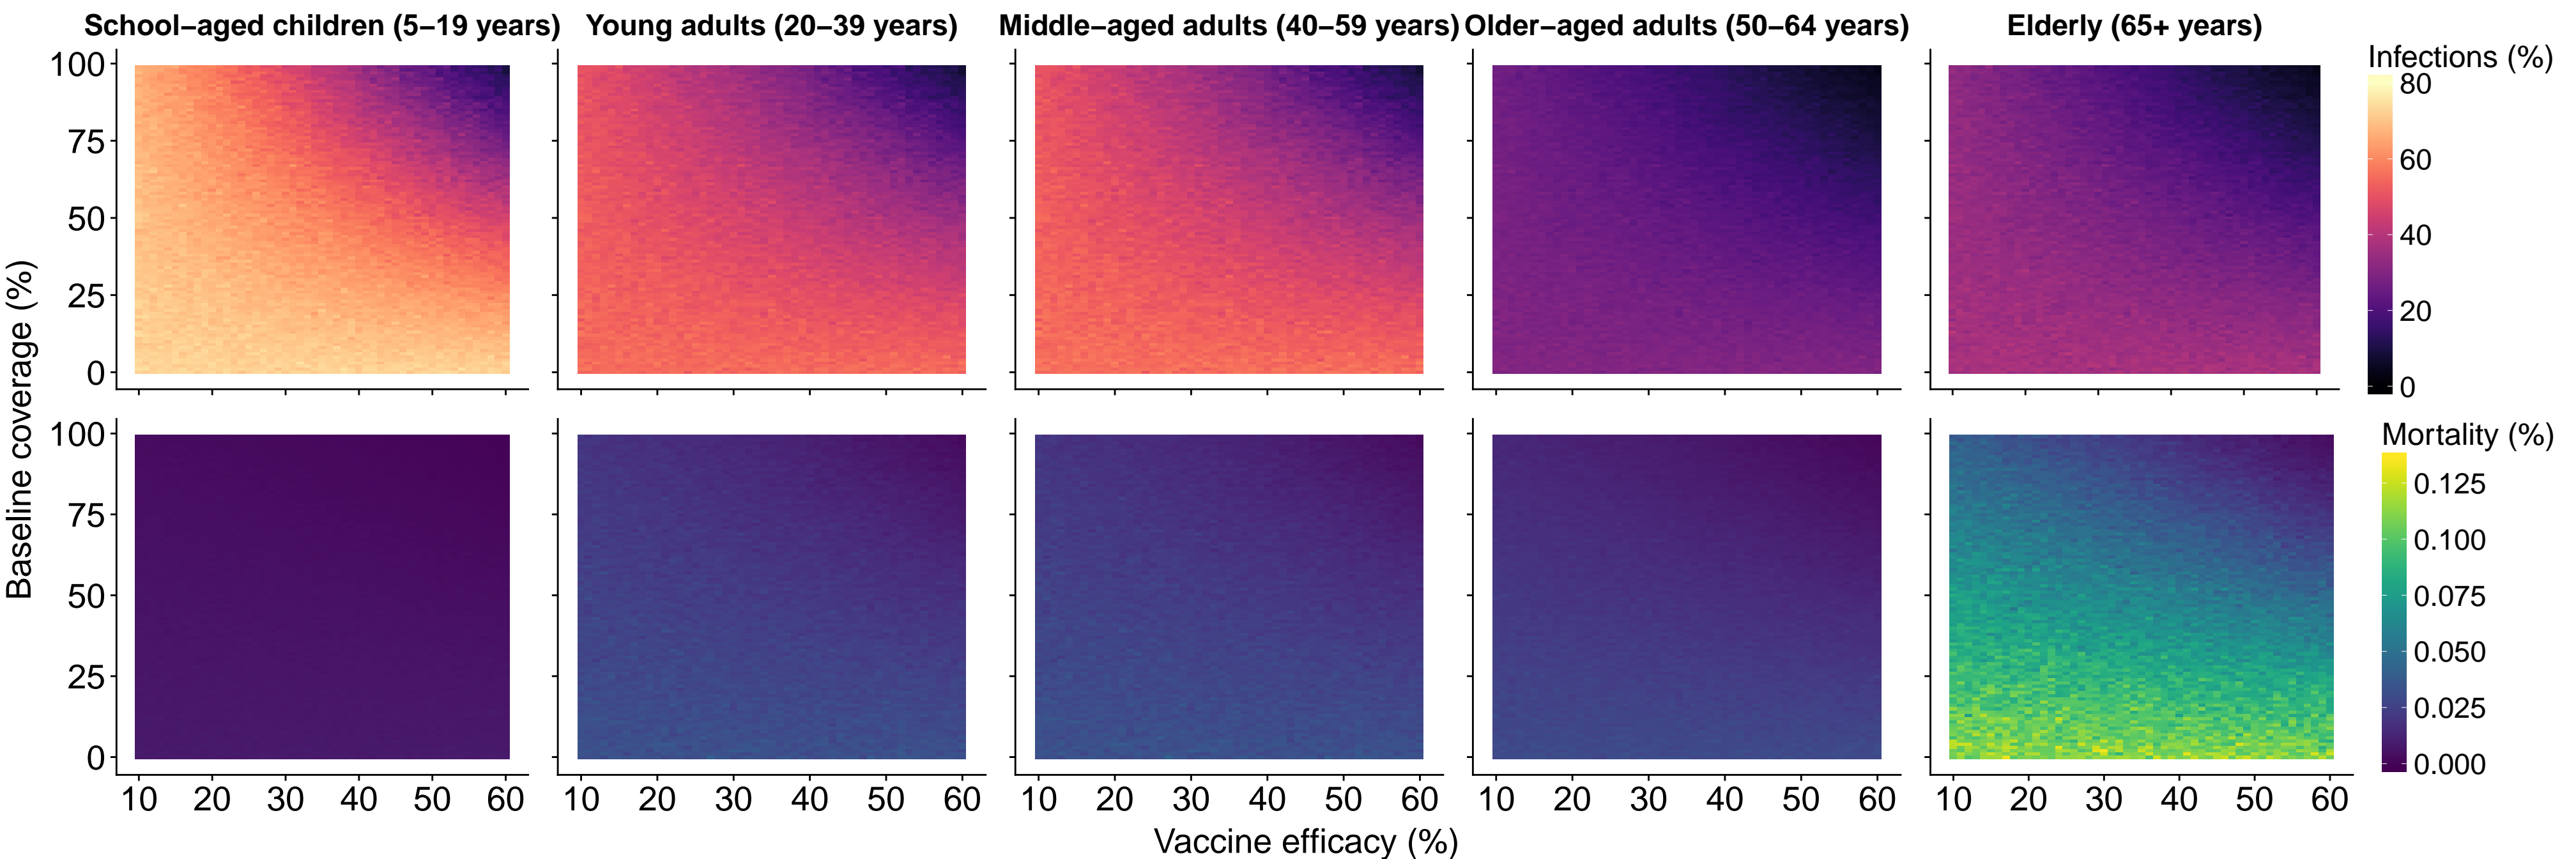 School–aged children (5–19 years)
Young adults (20–39 years)
Middle–aged adults (40–59 years)
Older–aged adults (50–64 years)
Elderly (65+ years)
Baseline coverage (%)
100
75
50
25
0
Infections (%)
80
60
40
20
0
100
75
50
25
0
Mortality (%)
0.125
0.100
0.075
0.050
0.025
0.000
10 20 30 40 50 60
10 20 30 40 50 60
10 20 30 40 50 60
10 20 30 40 50 60
10 20 30 40 50 60
Vaccine efficacy (%)